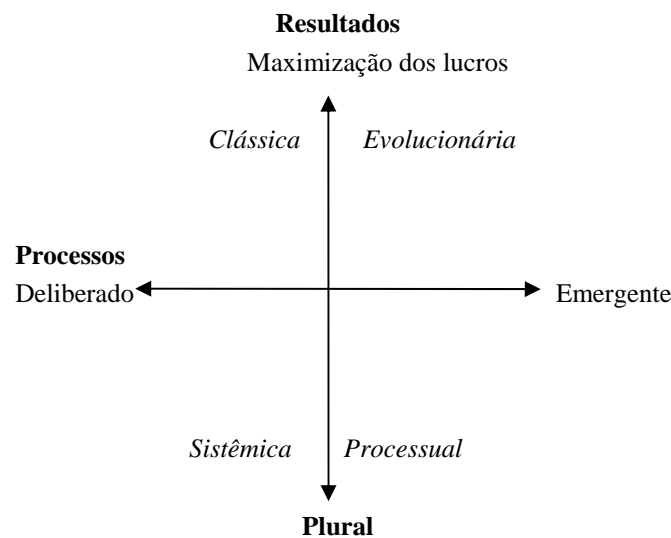 Resultados
Maximização dos lucros
Clássica Evolucionária
Processos
Deliberado Emergente
Sistêmica Processual
Plural